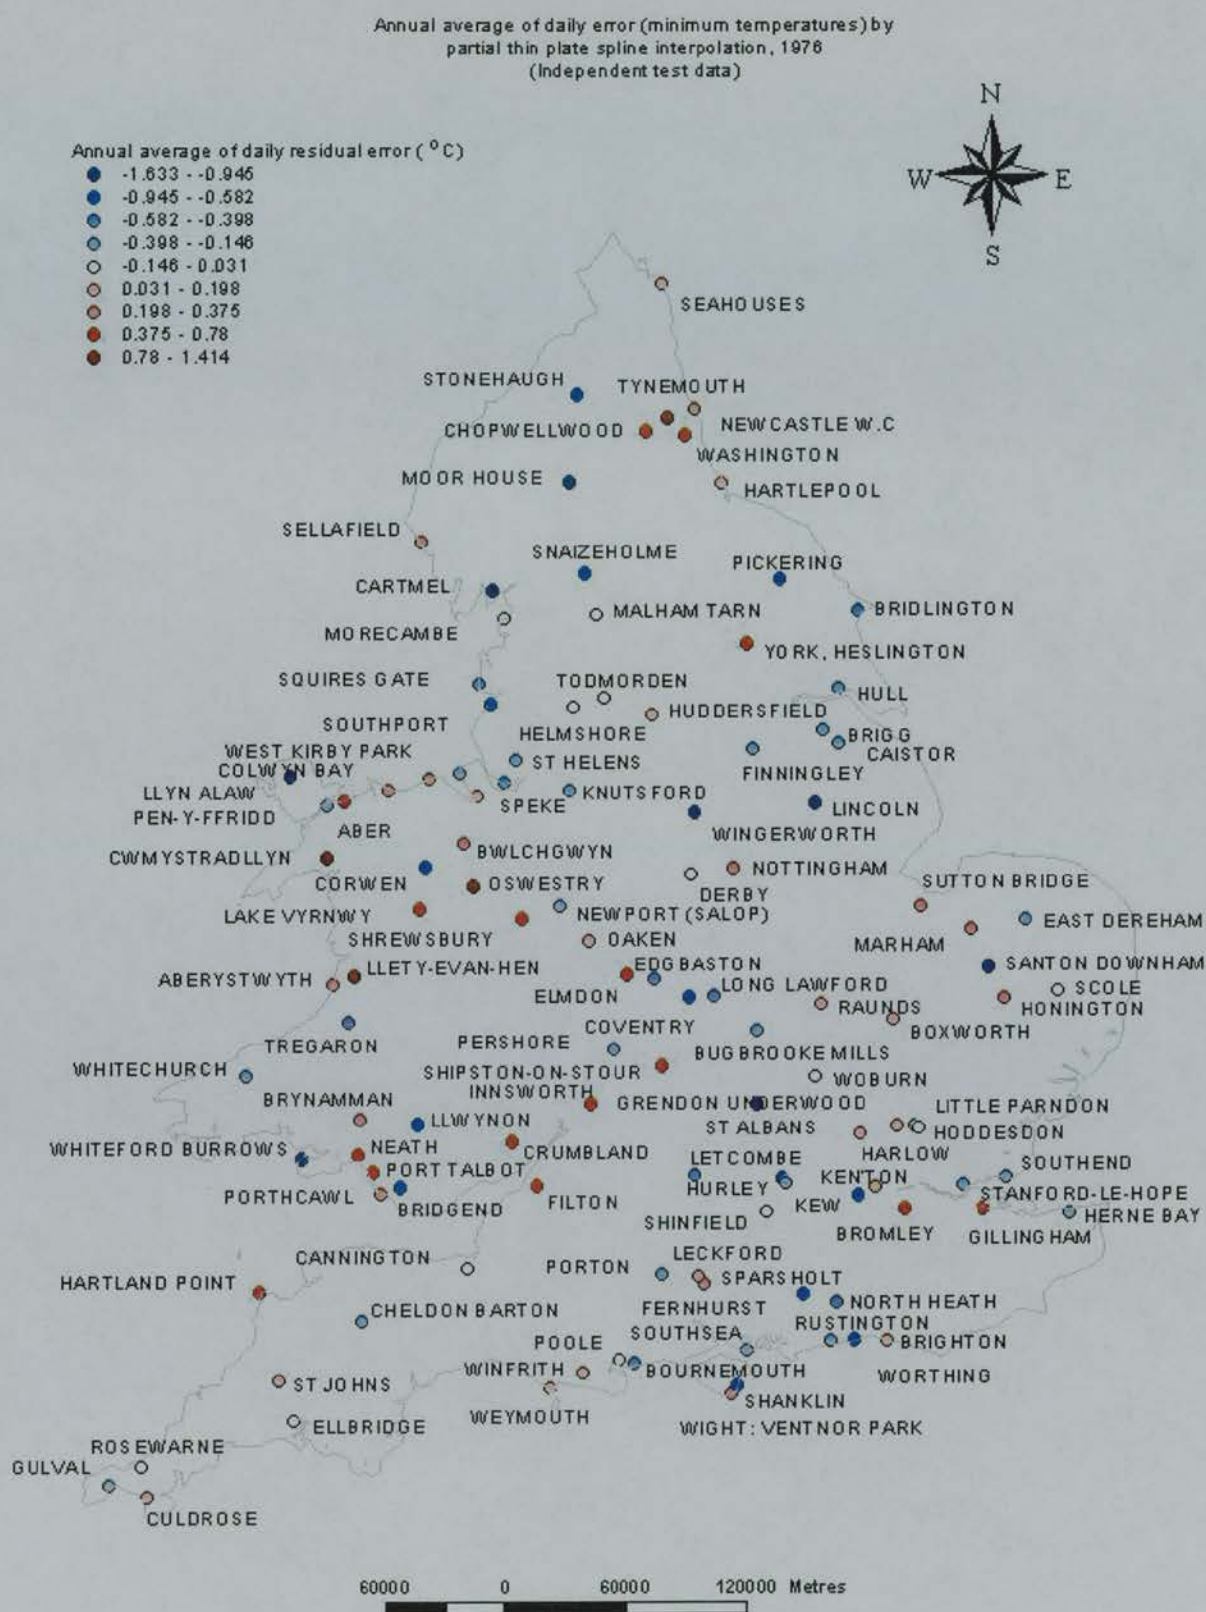 Annual average of daily error (minimum temperatures) by
partial thin plate spline interpolation, 1976
(Independent test data)
N
W E
S
Annual average of daily residual error (°C)
-1.633 - -0.945
-0.945 - -0.582
-0.582 - -0.398
-0.398 - -0.146
-0.146 - 0.031
0.031 - 0.198
0.198 - 0.375
0.375 - 0.78
0.78 - 1.414
SEAHOUSES
STONEHAUGH
TYNEMOUTH
CHOPWELLWOOD
NEWCASTLE W.C
WASHINGTON
MOOR HOUSE
HARTLEPOOL
SELLAFIELD
SNAIZEHOLME
PICKERING
CARTMEL
MALHAM TARN
BRIDLINGTON
MORECAMBE
YORK, HESLINGTON
SQUIRES GATE
TODMORDEN
HULL
HUDDERSFIELD
SOUTHPORT
HELMSHORE
BRIGG
WEST KIRBY PARK
CAISTOR
COLWYN BAY
ST HELENS
FINNINGLEY
LLYN ALAW
SPEKE
KNUTSFORD
LINCOLN
PEN-Y-FFRIDD
ABER
WINGERWORTH
CWMYSTRADLLYN
BWLCHGWYN
NOTTINGHAM
CORWEN
OSWESTRY
DERBY
SUTTON BRIDGE
LAKE VYRNWY
NEWPORT (SALOP)
EAST DEREHAM
SHREWSBURY
OAKEN
MARHAM
LLETY-EVAN-HEN
EDGBASTON
SANTON DOWNHAM
ABERYSTWYTH
LONG LAWFORD
SCOLE
ELMDON
RAUNDS
HONINGTON
COVENTRY
BOXWORTH
TREGARON
PERSHORE
BUGBROOKE MILLS
WHITECHURCH
SHIPSTON-ON-STOUR
WOBURN
INNSWORTH
BRYNAMMAN
GRENDON UNDERWOOD
LITTLE PARNDON
LLWYNON
ST ALBANS
HODDESDON
WHITEFORD BURROWS
NEATH
CRUMBLAND
HARLOW
LETCOMBE
SOUTHEND
PORT TALBOT
KENTON
HURLEY
STANFORD-LE-HOPE
PORTHCAWL
FILTON
KEW
BRIDGEND
SHINFIELD
HERNE BAY
BROMLEY
GILLINGHAM
CANNINGTON
LECKFORD
PORTON
HARTLAND POINT
SPARSHOLT
CHELDON BARTON
FERNHURST
NORTH HEATH
RUSTINGTON
POOLE
SOUTHSEA
BRIGHTON
WINFRITH
BOURNEMOUTH
WORTHING
ST JOHNS
SHANKLIN
WEYMOUTH
ELLBRIDGE
WIGHT: VENTNOR PARK
ROSEWARNE
GULVAL
CULDROSE
60000 0 60000 120000 Metres